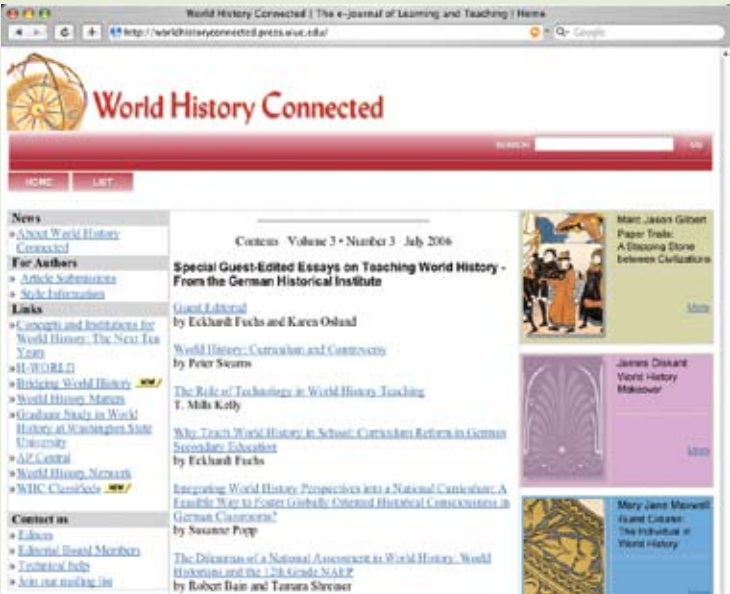 World History Connected | The e-journal of Learning and Teaching | Home
http://worldhistoryconnected.press.uiuc.edu/
Google
World History Connected
SEARCH
GO
HOME
LIST
News
» About World History
Connected
For Authors
» Article Submissions
» Style Information
Links
» Concepts and Institutions for
World History: The Next Ten
Years
» H-WORLD
» Bridging World History NEW!
» World History Matters
» Graduate Study in World
History at Washington State
University
» AP Central
» World History Network
» WHC Classifieds NEW!
Contact us
» Editors
» Editorial Board Members
» Technical help
» Join our mailing list
Contents Volume 3 • Number 3 July 2006
Special Guest-Edited Essays on Teaching World History -
From the German Historical Institute
Guest Editorial
by Eckhardt Fuchs and Karen Oslund
World History: Curriculum and Controversy
by Peter Stearns
The Role of Technology in World History Teaching
T. Mills Kelly
Why Teach World History in School: Curriculum Reform in German
Secondary Education
by Eckhardt Fuchs
Integrating World History Perspectives into a National Curriculum: A
Feasible Way to Foster Globally Oriented Historical Consciousness in
German Classrooms?
by Susanne Popp
The Dilemmas of a National Assessment in World History: World
Historians and the 12th Grade NAEP
by Robert Bain and Tamara Shreiner
Marc Jason Gilbert
Paper Trails:
A Stepping Stone
between Civilizations
More
James Diskant
World History
Makeover
More
Mary Jane Maxwell
Guest Column:
The Individual in
World History